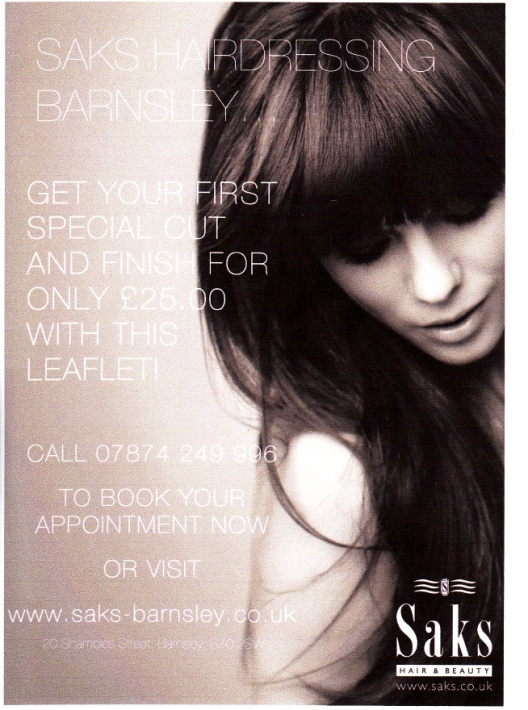 SAKS HAIRDRESSING
BARNSLEY...
GET YOUR FIRST
SPECIAL CUT
AND FINISH FOR
ONLY £25.00
WITH THIS
LEAFLET!
CALL 07874 249 996
TO BOOK YOUR
APPOINTMENT NOW
OR VISIT
www.saks-barnsley.co.uk
20 Shambles Street, Barnsley, S70 2SW
S
Saks
HAIR & BEAUTY
www.saks.co.uk